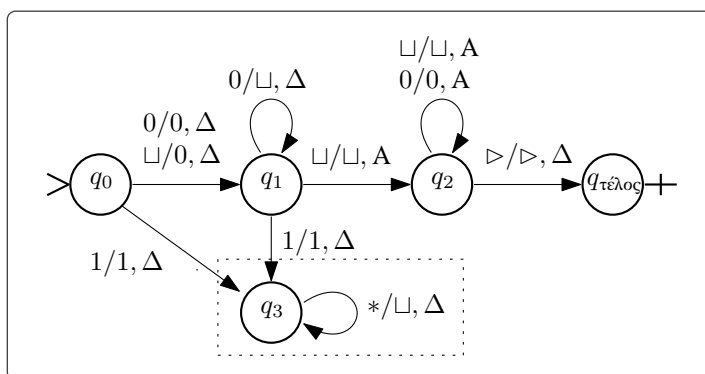 ⊔/⊔, Α
0/⊔, Δ
0/0, Α
0/0, Δ
⊔/0, Δ
⊔/⊔, Α
▷/▷, Δ
q0
q1
q2
qτέλος
1/1, Δ
1/1, Δ
q3
*/⊔, Δ